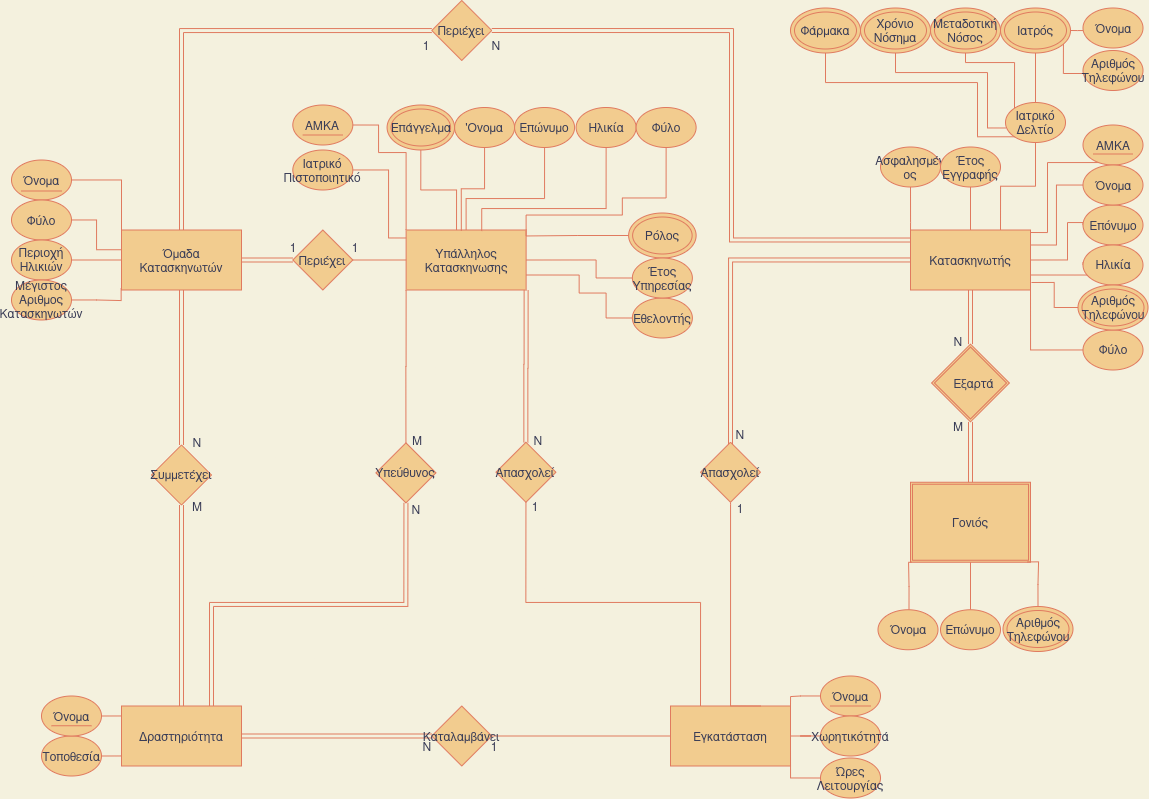 Περιέχει
1
N
Φάρμακα
Χρόνιο
Νόσημα
Μεταδοτική
Νόσος
Ιατρός
Όνομα
Αριθμός
Τηλεφώνου
Ιατρικό
Δελτίο
ΑΜΚΑ
Ιατρικό
Πιστοποιητικό
Επάγγελμα
'Ονομα
Επώνυμο
Ηλικία
Φύλο
Ασφαλισμέν
ος
Έτος
Εγγραφής
ΑΜΚΑ
Όνομα
Επόνυμο
Ηλικία
Αριθμός
Τηλεφώνου
Φύλο
Όνομα
Φύλο
Περιοχή
Ηλικιών
Μέγιστος
Αριθμος
Κατασκηνωτών
Όμαδα
Κατασκηνωτών
1
Περιέχει
1
Υπάλληλος
Κατασκηνωσης
Ρόλος
Έτος
Υπηρεσίας
Εθελοντής
Κατασκηνωτής
N
Εξαρτά
M
Γονιός
Όνομα
Επώνυμο
Αριθμός
Τηλεφώνου
N
Συμμετέχει
M
M
Υπεύθυνος
N
N
Απασχολεί
1
N
Απασχολεί
1
Όνομα
Τοποθεσία
Δραστηριότητα
Καταλαμβάνει
N
1
Εγκατάσταση
Όνομα
Χωρητικότητά
Ώρες
Λειτουργίας